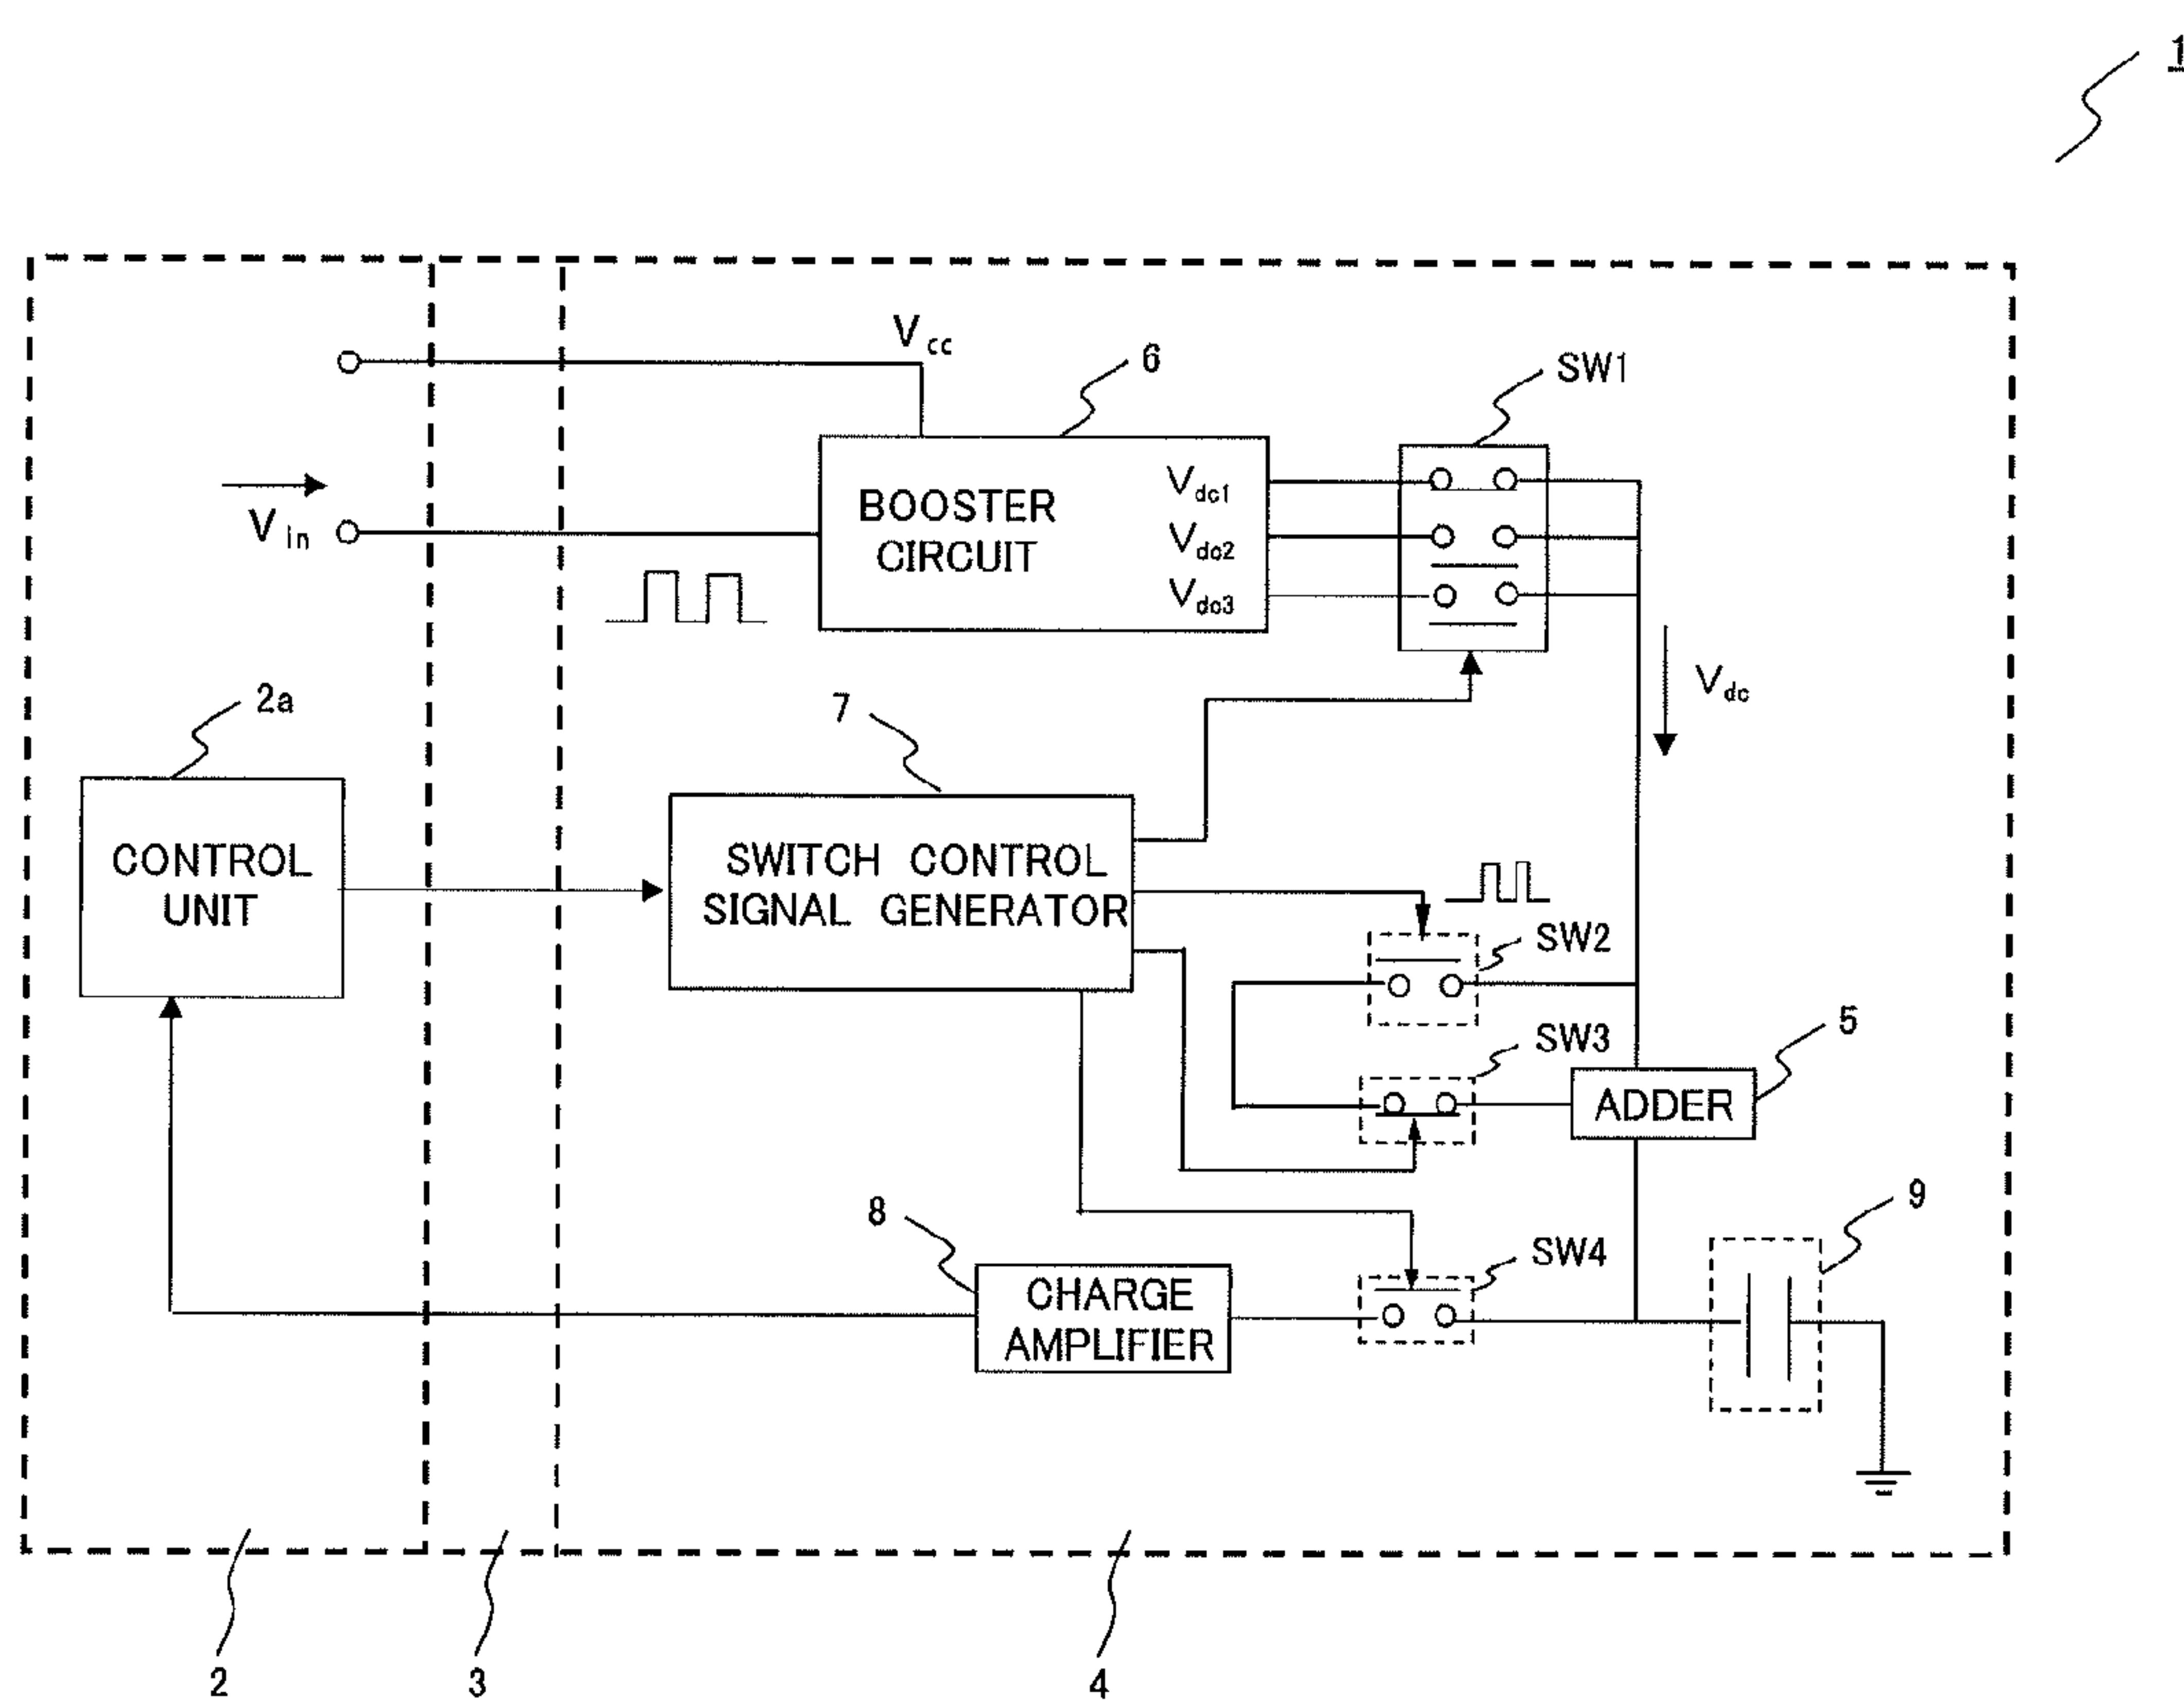 1
Vcc
6
SW1
Vin
BOOSTER
CIRCUIT
Vdc1
Vdc2
Vdc3
Vdc
2a
7
CONTROL
UNIT
SWITCH CONTROL
SIGNAL GENERATOR
SW2
SW3
5
ADDER
8
9
SW4
CHARGE
AMPLIFIER
2
3
4